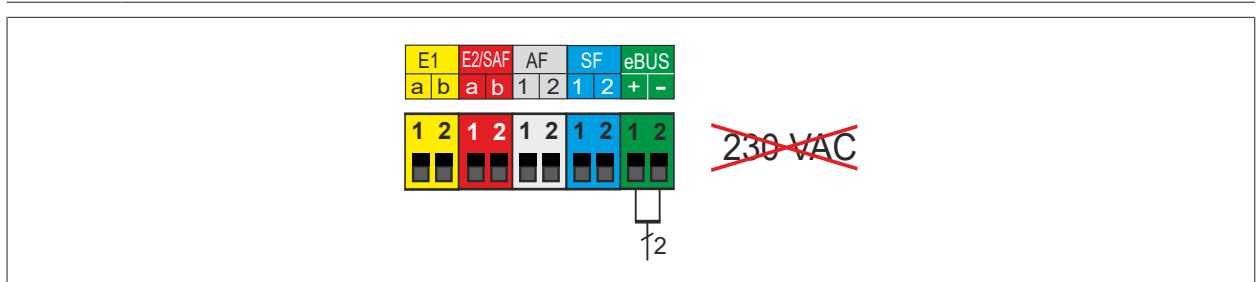 E1 E2/SAF AF SF eBUS
a b a b 1 2 1 2 + -
1 2 1 2 1 2 1 2 1 2
230 VAC
2